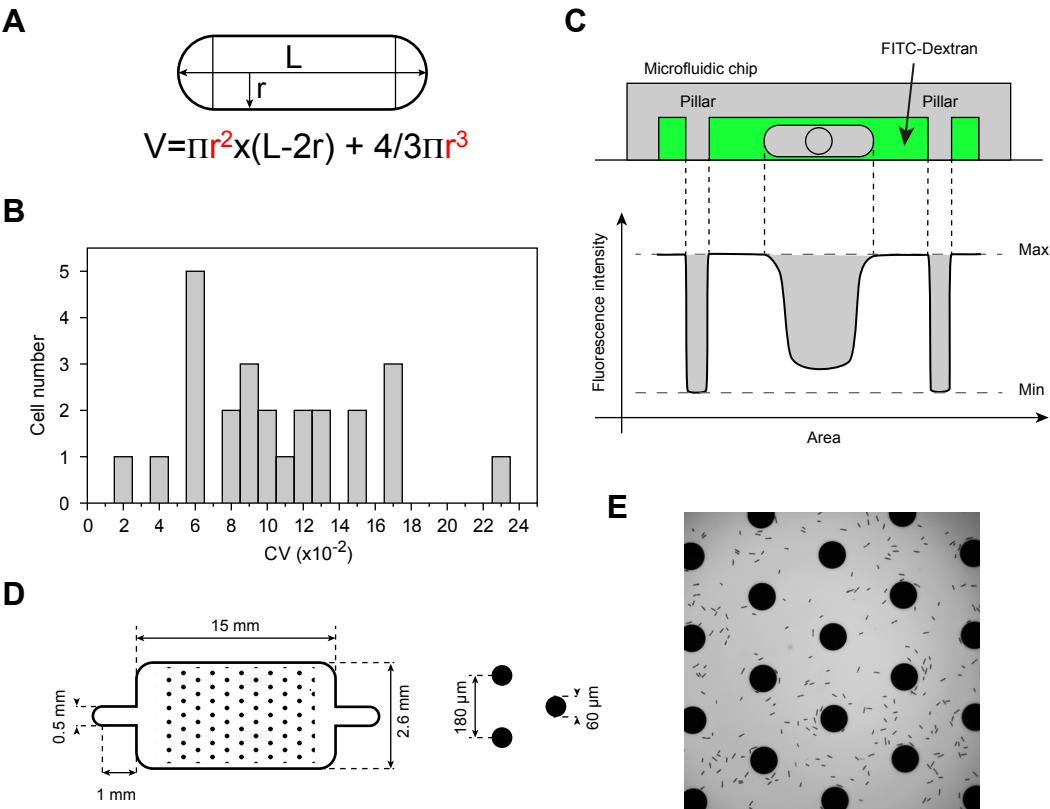 A
L
r
V=πr²x(L-2r) + 4/3πr³
B
Cell number
5
4
3
2
1
0
0 2 4 6 8 10 12 14 16 18 20 22 24
CV (x10⁻²)
C
FITC-Dextran
Microfluidic chip
Pillar
Pillar
Fluorescence intensity
Max
Min
Area
D
15 mm
0.5 mm
1 mm
2.6 mm
180 µm
60 µm
E